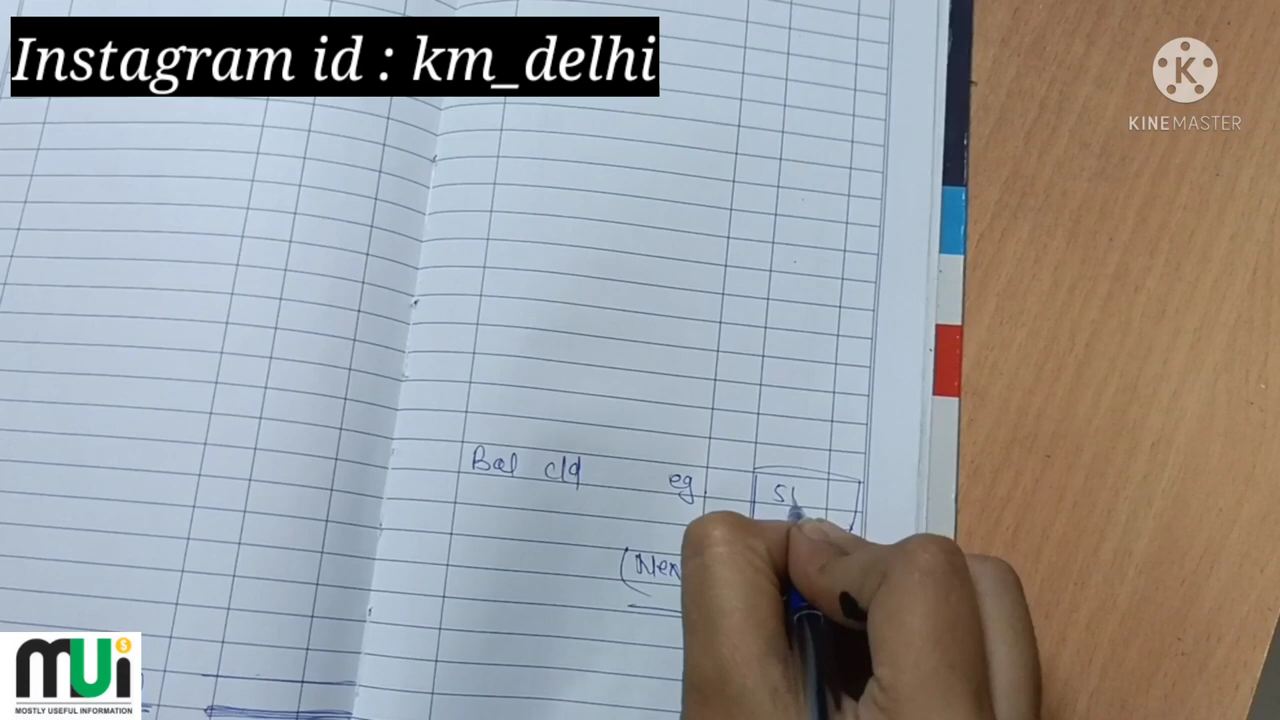 Instagram id : km_delhi
KINEMASTER
Bal c/d eg.
MUi
MOSTLY USEFUL INFORMATION